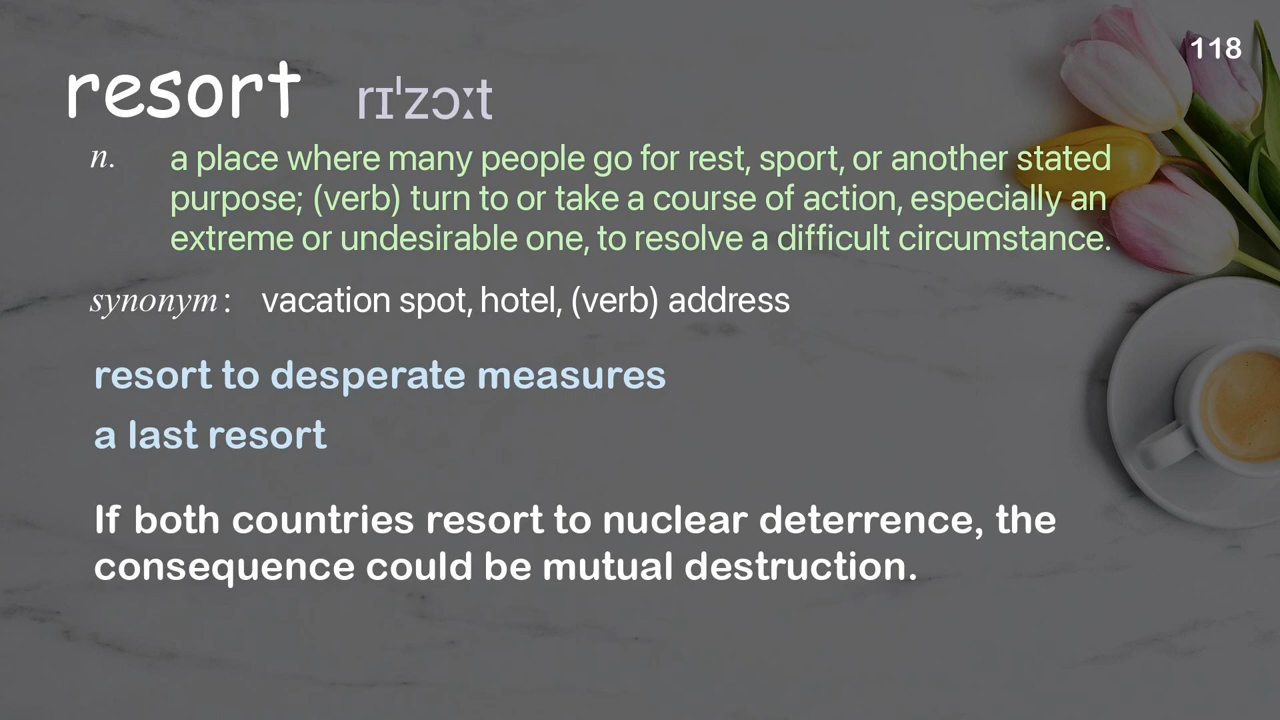 118
resort rɪˈzɔːt
n. a place where many people go for rest, sport, or another stated
purpose; (verb) turn to or take a course of action, especially an
extreme or undesirable one, to resolve a difficult circumstance.
synonym: vacation spot, hotel, (verb) address
resort to desperate measures
a last resort
If both countries resort to nuclear deterrence, the
consequence could be mutual destruction.